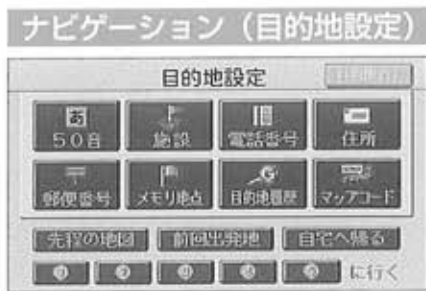 ナビゲーション（目的地設定）
目的地設定
50音 施設 電話番号 住所
郵便番号 メモリ地点 目的地履歴 マップコード
先程の地図 前回出発地 自宅へ帰る
に行く